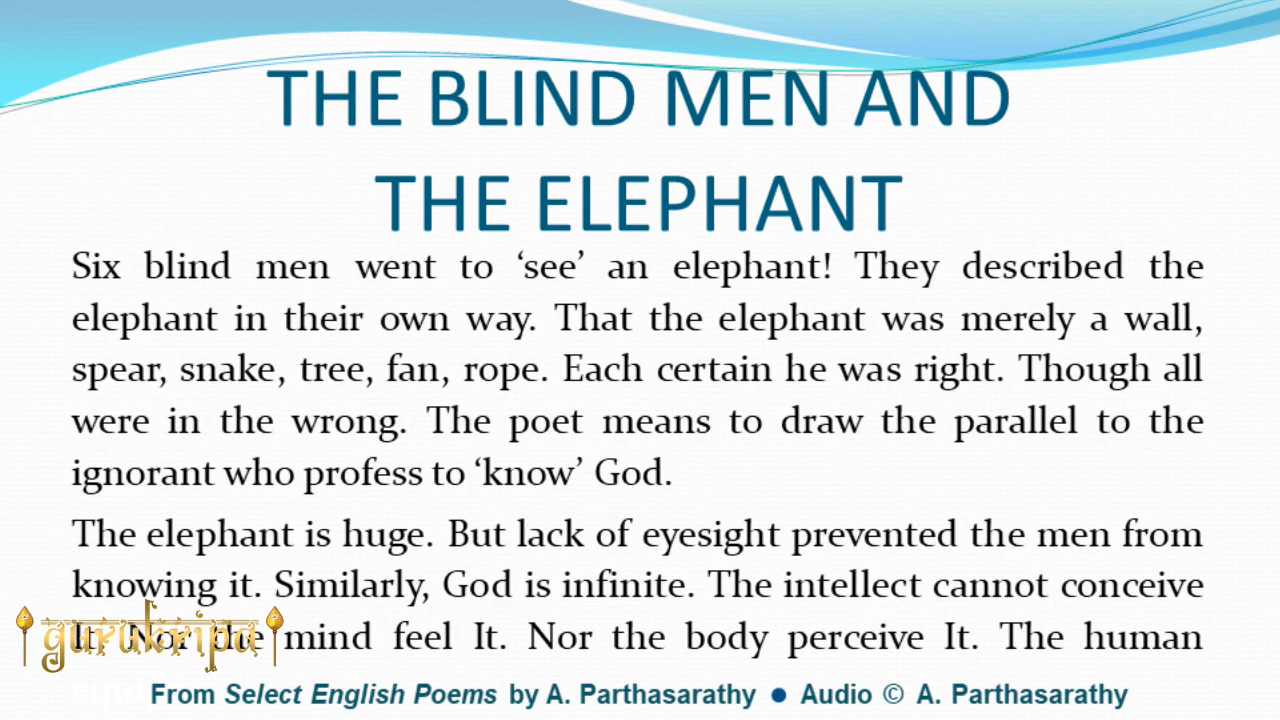 THE BLIND MEN AND
THE ELEPHANT
Six blind men went to ‘see’ an elephant! They described the
elephant in their own way. That the elephant was merely a wall,
spear, snake, tree, fan, rope. Each certain he was right. Though all
were in the wrong. The poet means to draw the parallel to the
ignorant who profess to ‘know’ God.
The elephant is huge. But lack of eyesight prevented the men from
knowing it. Similarly, God is infinite. The intellect cannot conceive
It. Nor the mind feel It. Nor the body perceive It. The human
gurukripa
From Select English Poems by A. Parthasarathy ● Audio © A. Parthasarathy